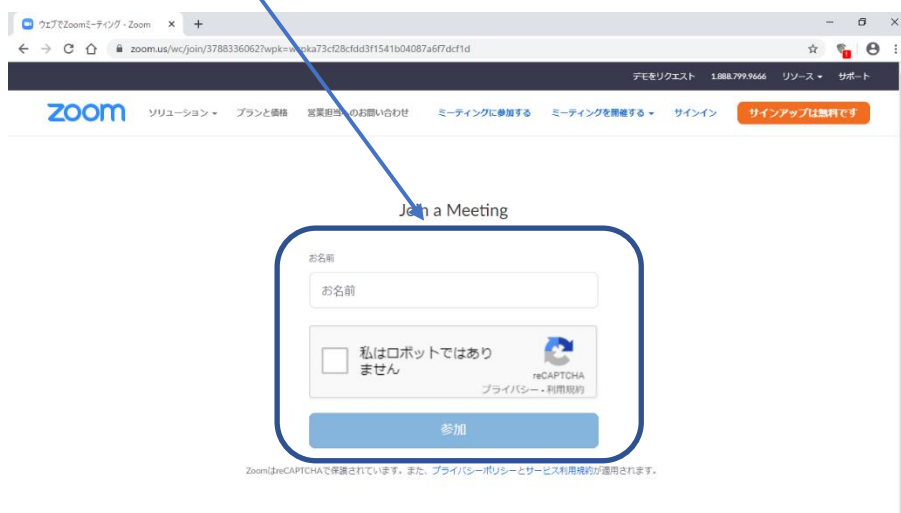 ウェブでZoomミーティング - Zoom
zoom.us/wc/join/3788336062?wpk=w pka73cf28cfdd3f1541b04087a6f7dcf1d
デモをリクエスト 1.888.799.9666 リソース サポート
zoom ソリューション プランと価格 営業担当へのお問い合わせ ミーティングに参加する ミーティングを開催する サインイン サインアップは無料です
Join a Meeting
お名前
お名前
私はロボットではあり
ません
reCAPTCHA
プライバシー - 利用規約
参加
ZoomはreCAPTCHAで保護されています。また、プライバシーポリシーとサービス利用規約が適用されます。